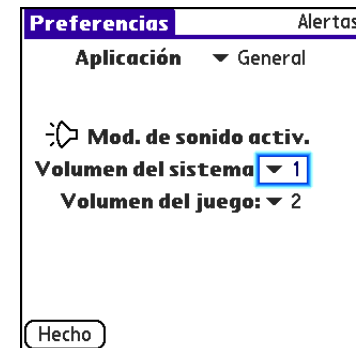 Preferencias Alertas
Aplicación General
Mod. de sonido activ.
Volumen del sistema 1
Volumen del juego: 2
Hecho